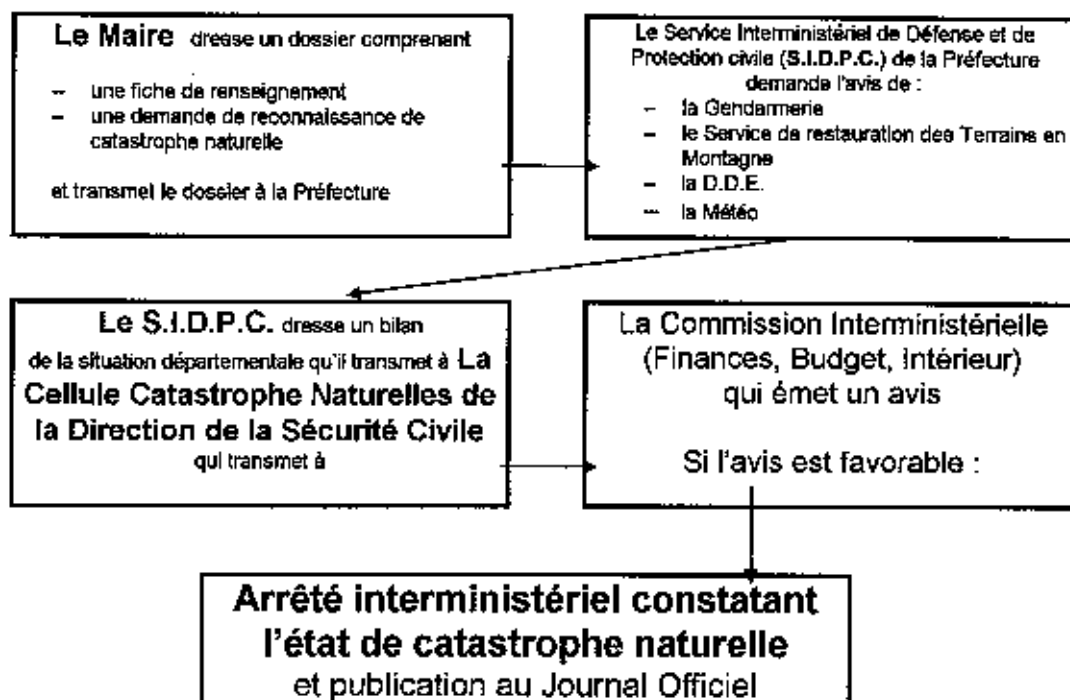 Le Maire dresse un dossier comprenant
– une fiche de renseignement
– une demande de reconnaissance de
catastrophe naturelle
et transmet le dossier à la Préfecture
Le Service Interministériel de Défense et de
Protection civile (S.I.D.P.C.) de la Préfecture
demande l'avis de :
– la Gendarmerie
– le Service de restauration des Terrains en
Montagne
– la D.D.E.
– la Météo
Le S.I.D.P.C. dresse un bilan
de la situation départementale qu'il transmet à La
Cellule Catastrophe Naturelles de
la Direction de la Sécurité Civile
qui transmet à
La Commission Interministérielle
(Finances, Budget, Intérieur)
qui émet un avis
Si l'avis est favorable :
Arrêté interministériel constatant
l'état de catastrophe naturelle
et publication au Journal Officiel